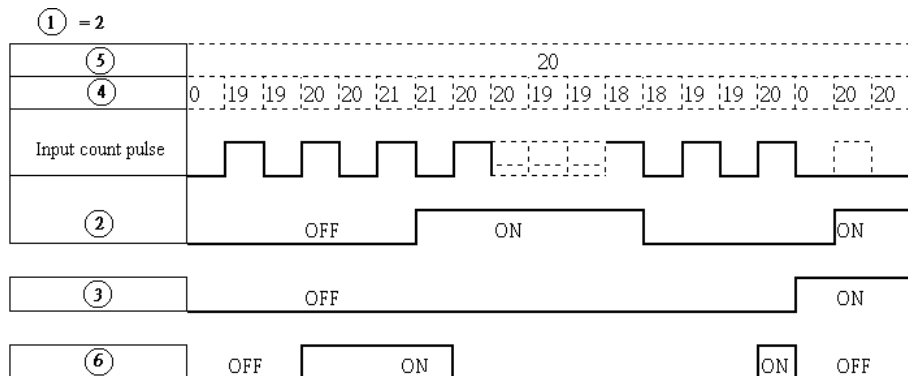 ① = 2
⑤ 20
④ 0 19 19 20 20 21 21 20 20 19 19 18 18 19 19 20 0 20 20
Input count pulse
② OFF ON ON
③ OFF ON
⑥ OFF ON ON OFF